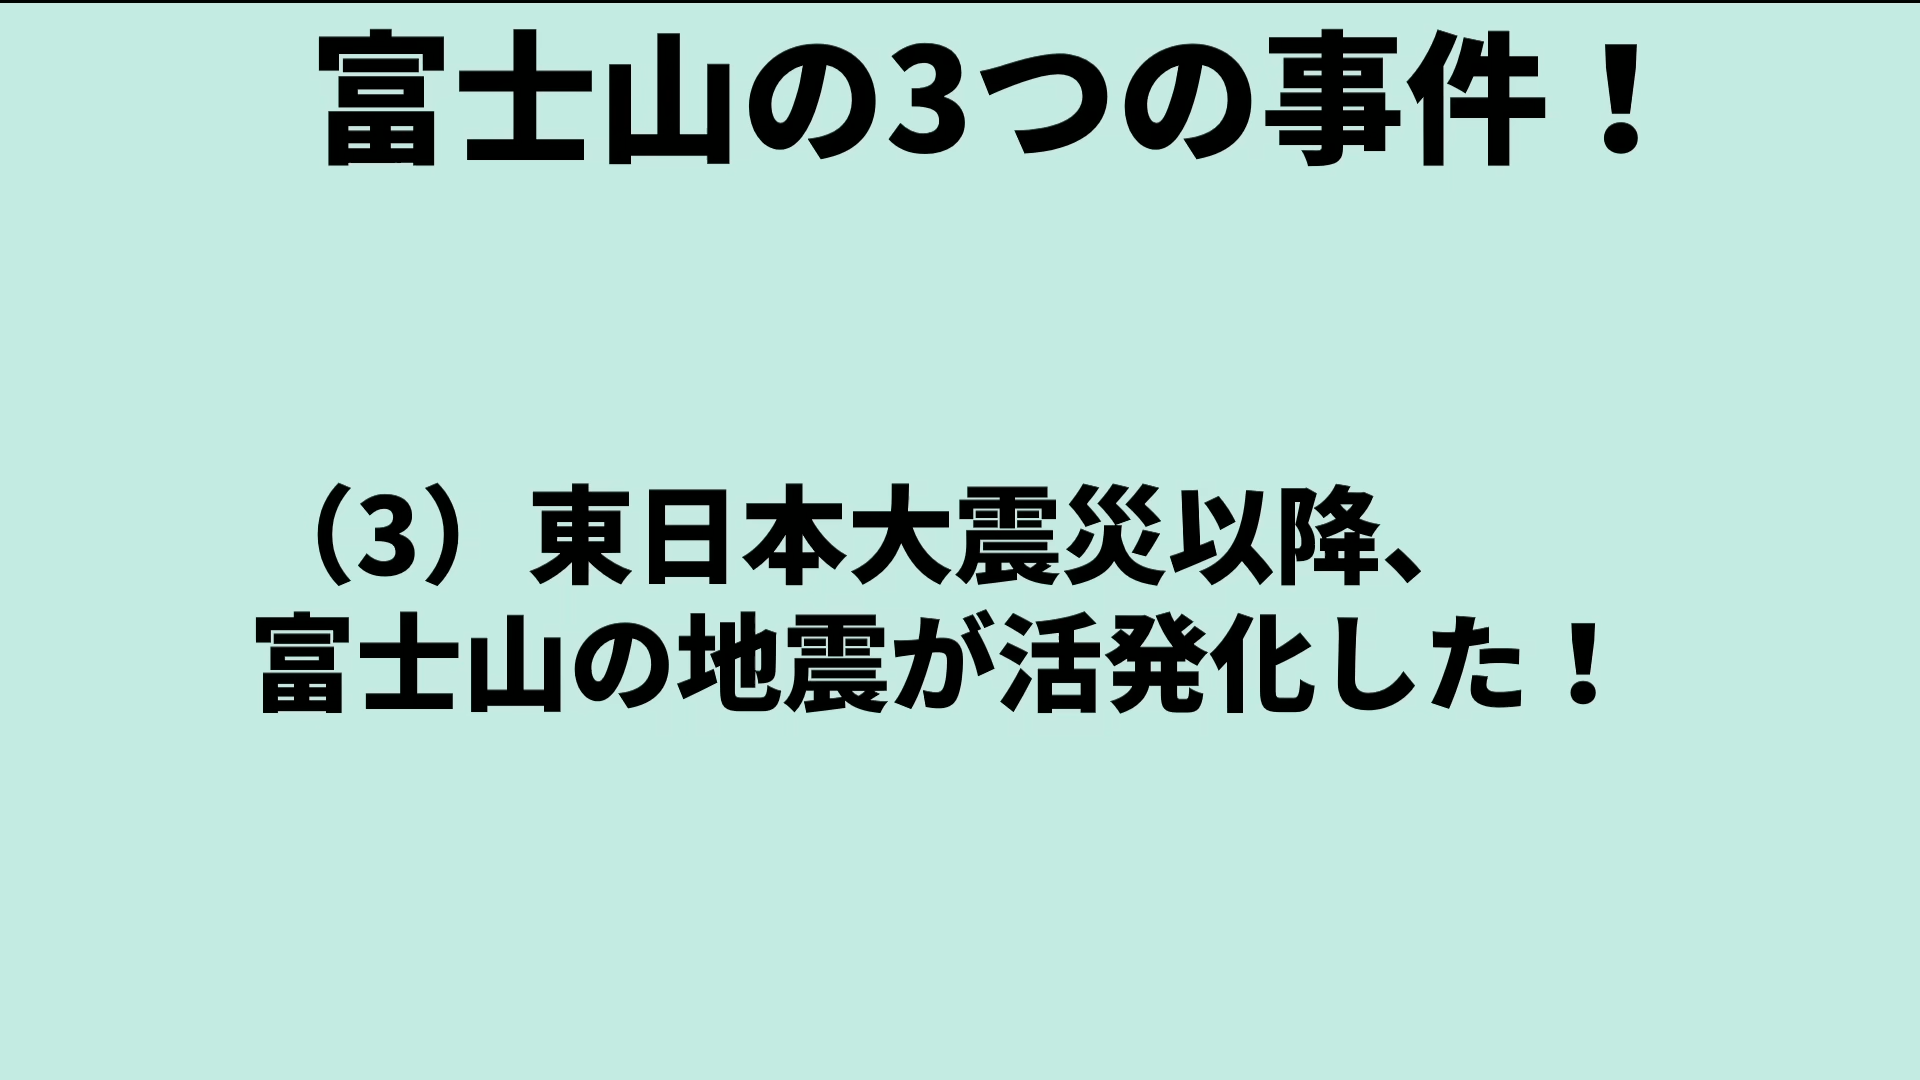 富士山の3つの事件！
（3）東日本大震災以降、
富士山の地震が活発化した！